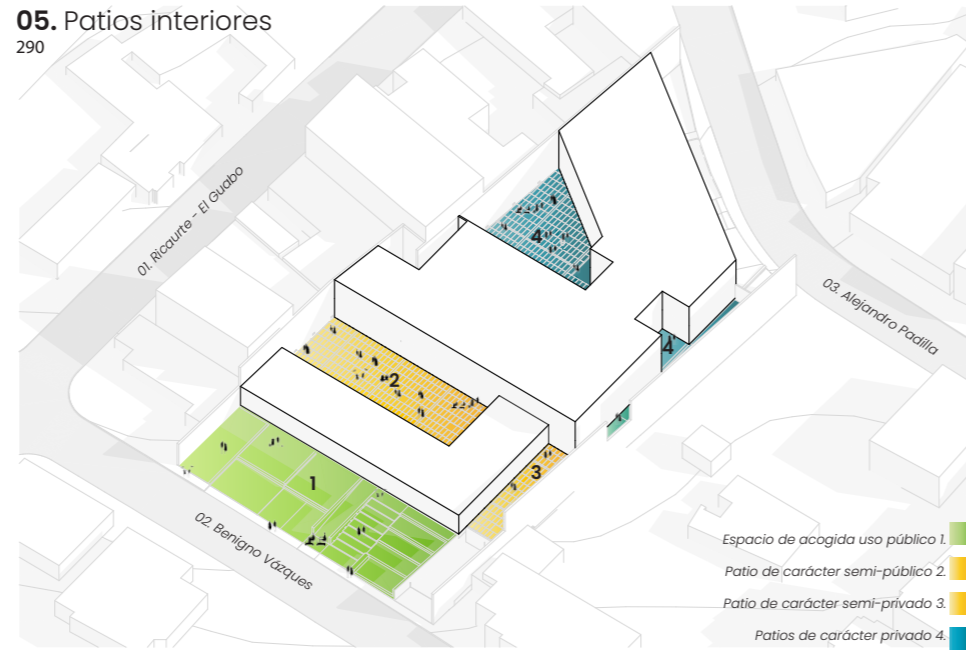 05. Patios interiores
290
01. Ricaurte - El Guabo
4
03. Alejandro Padilla
4
2
3
1
02. Benigno Vázques
Espacio de acogida uso público 1.
Patio de carácter semi-público 2.
Patio de carácter semi-privado 3.
Patios de carácter privado 4.